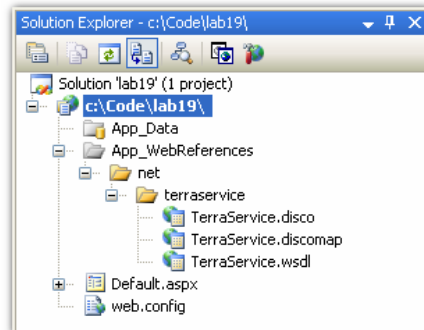 Solution Explorer - c:\Code\lab19\
Solution 'lab19' (1 project)
c:\Code\lab19\
App_Data
App_WebReferences
net
terraservice
TerraService.disco
TerraService.discomap
TerraService.wsdl
Default.aspx
web.config